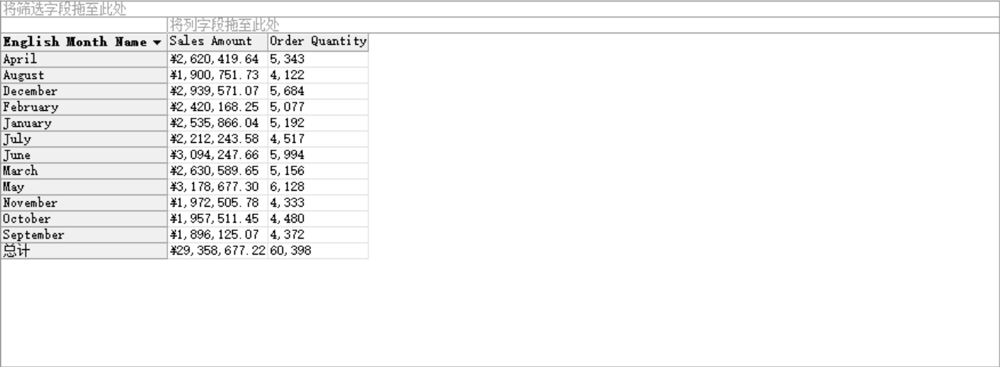 将筛选字段拖至此处
将列字段拖至此处
English Month Name Sales Amount Order Quantity
April ¥2,620,419.64 5,343
August ¥1,900,751.73 4,122
December ¥2,939,571.07 5,684
February ¥2,420,168.25 5,077
January ¥2,535,866.04 5,192
July ¥2,212,243.58 4,517
June ¥3,094,247.66 5,994
March ¥2,630,589.65 5,156
May ¥3,178,677.30 6,128
November ¥1,972,505.78 4,333
October ¥1,957,511.45 4,480
September ¥1,896,125.07 4,372
总计 ¥29,358,677.22 60,398